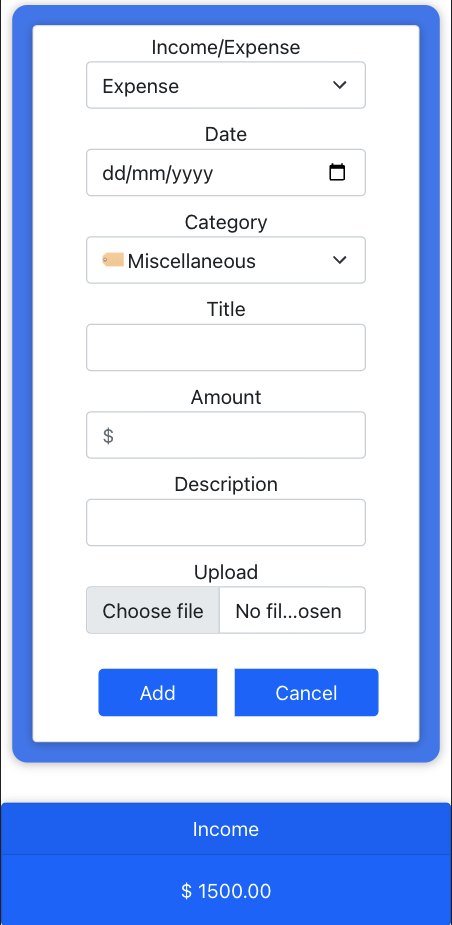 Income/Expense
Expense
Date
dd/mm/yyyy
Category
Miscellaneous
Title
Amount
$
Description
Upload
Choose file No fil...osen
Add Cancel
Income
$ 1500.00